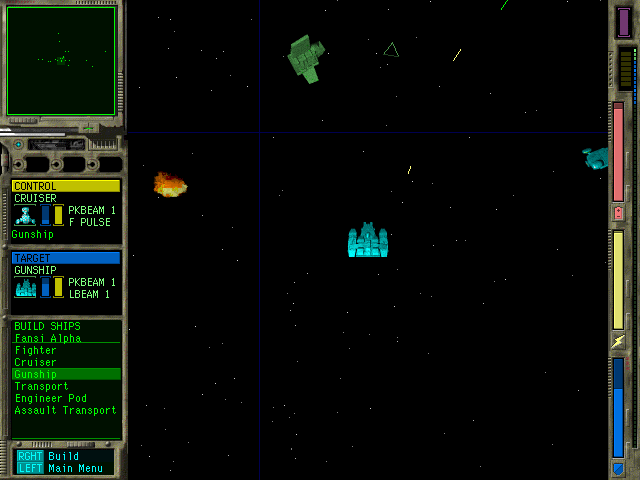 CONTROL
CRUISER
PKBEAM 1
F PULSE
Gunship
TARGET
GUNSHIP
PKBEAM 1
LBEAM 1
BUILD SHIPS
Fansi Alpha
Fighter
Cruiser
Gunship
Transport
Engineer Pod
Assault Transport
RGHT Build
LEFT Main Menu